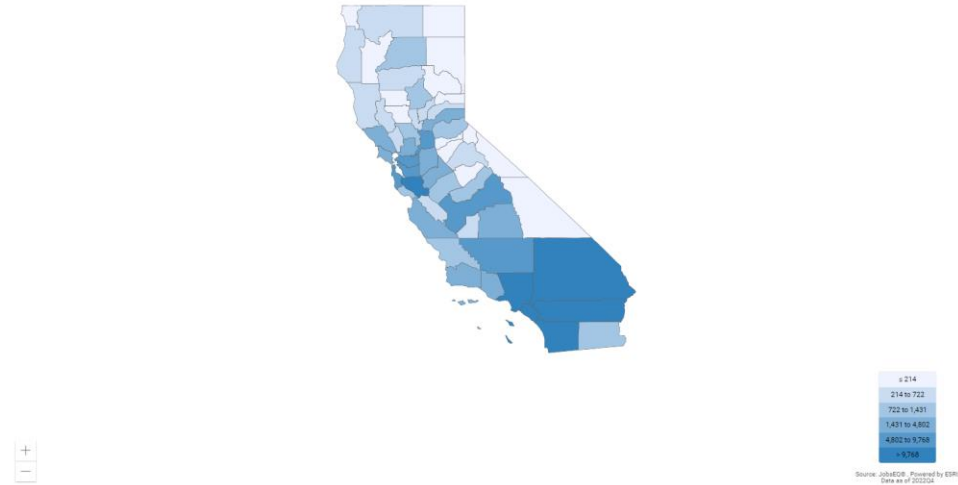 ≤ 214
214 to 722
722 to 1,431
1,431 to 4,802
4,802 to 9,768
> 9,768
Source: JobsEQ®, Powered by ESRI
Data as of 2022Q4